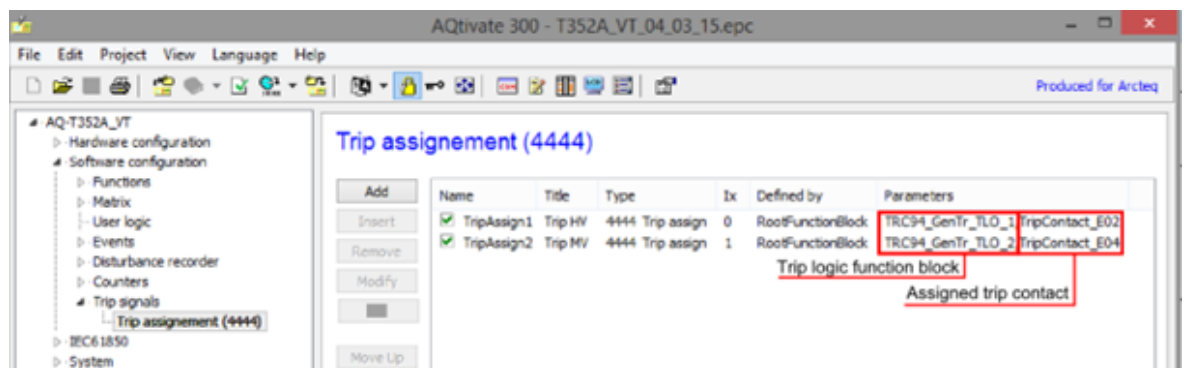 AQtivate 300 - T352A_VT_04_03_15.epc
File Edit Project View Language Help
Produced for Arcteq
AQ-T352A_VT
Hardware configuration
Software configuration
Functions
Matrix
User logic
Events
Disturbance recorder
Counters
Trip signals
Trip assignement (4444)
IEC61850
System
Trip assignement (4444)
Add
Insert
Remove
Modify
Move Up
Name Title Type Ix Defined by Parameters
TripAssign1 Trip HV 4444 Trip assign 0 RootFunctionBlock TRC94_GenTr_TLO_1 TripContact_E02
TripAssign2 Trip MV 4444 Trip assign 1 RootFunctionBlock TRC94_GenTr_TLO_2 TripContact_E04
Trip logic function block
Assigned trip contact